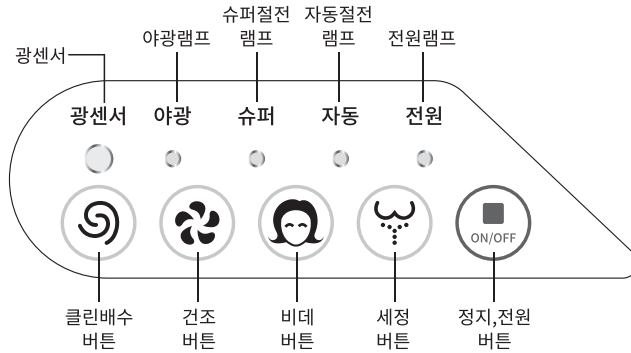 슈퍼절전 자동절전
야광램프 램프 램프 전원램프
광센서
광센서 야광 슈퍼 자동 전원
ON/OFF
클린배수 건조 비데 세정 정지,전원
버튼 버튼 버튼 버튼 버튼